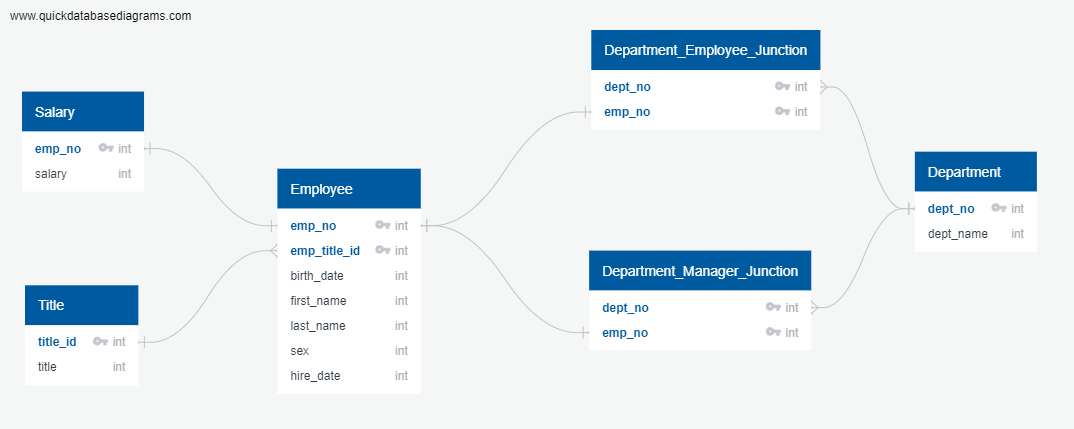 www.quickdatabasediagrams.com
Salary
emp_no int
salary int
Title
title_id int
title int
Employee
emp_no int
emp_title_id int
birth_date int
first_name int
last_name int
sex int
hire_date int
Department_Employee_Junction
dept_no int
emp_no int
Department_Manager_Junction
dept_no int
emp_no int
Department
dept_no int
dept_name int